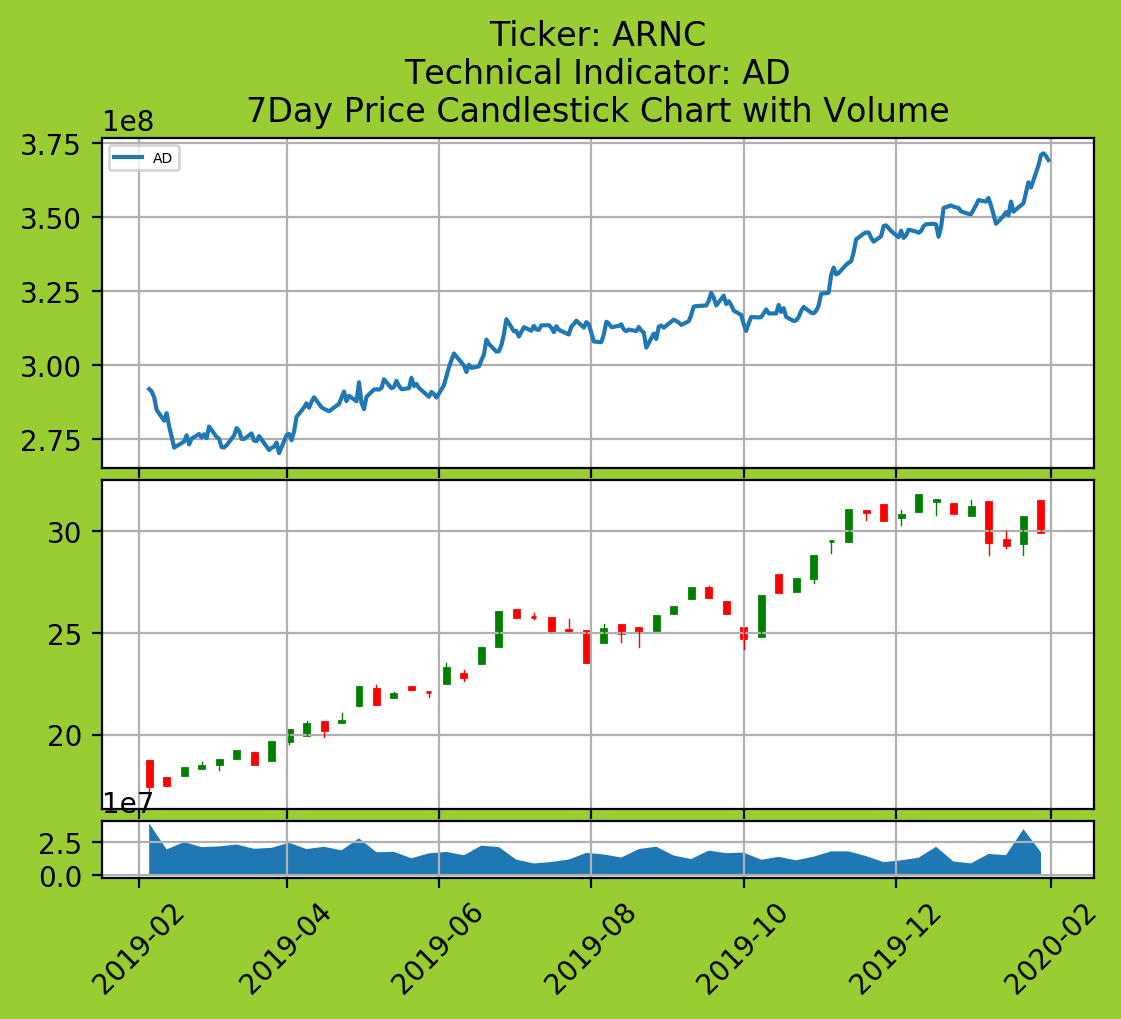 Ticker: ARNC
Technical Indicator: AD
7Day Price Candlestick Chart with Volume
1e8
3.75
3.50
3.25
3.00
2.75
AD
30
25
20
1e7
2.5
0.0
2019-02
2019-04
2019-06
2019-08
2019-10
2019-12
2020-02